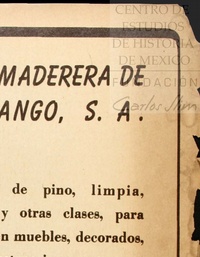 CENTRO DE
ESTUDIOS
DE HISTORIA
DE MEXICO
FUNDACIÓN
Carlos Slim
MADERERA DE
ANGO, S. A.
de pino, limpia,
y otras clases, para
n muebles, decorados,